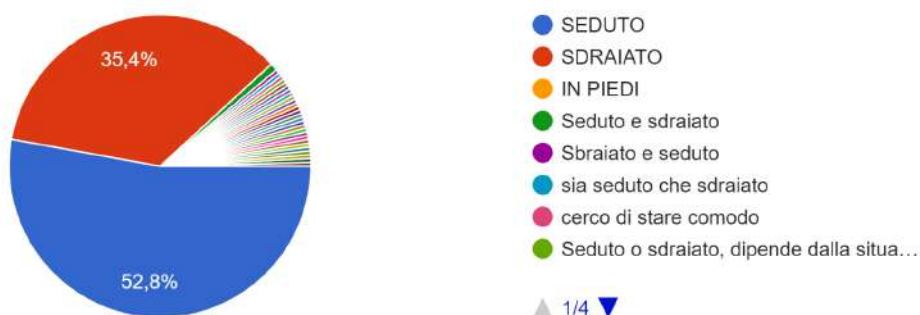 35,4%
52,8%
SEDUTO
SDRAIATO
IN PIEDI
Seduto e sdraiato
Sbraiato e seduto
sia seduto che sdraiato
cerco di stare comodo
Seduto o sdraiato, dipende dalla situa…
1/4